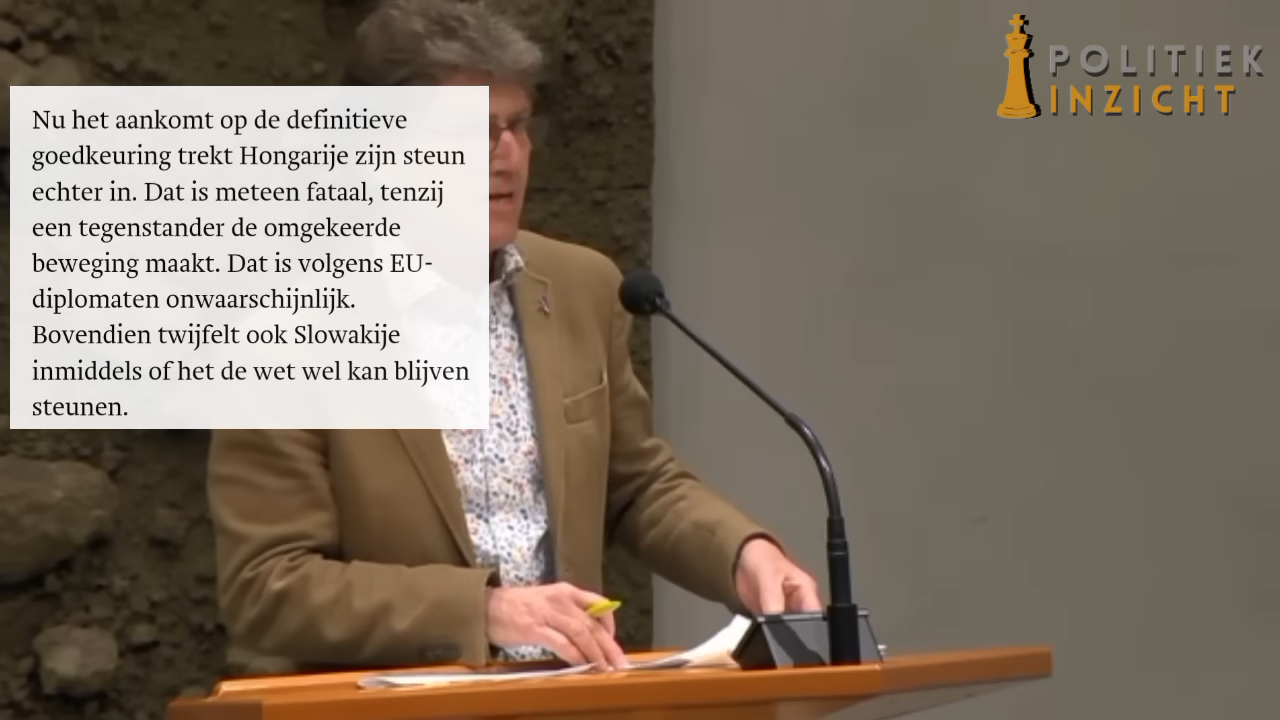 POLITIEK
INZICHT
Nu het aankomt op de definitieve
goedkeuring trekt Hongarije zijn steun
echter in. Dat is meteen fataal, tenzij
een tegenstander de omgekeerde
beweging maakt. Dat is volgens EU-
diplomaten onwaarschijnlijk.
Bovendien twijfelt ook Slowakije
inmiddels of het de wet wel kan blijven
steunen.